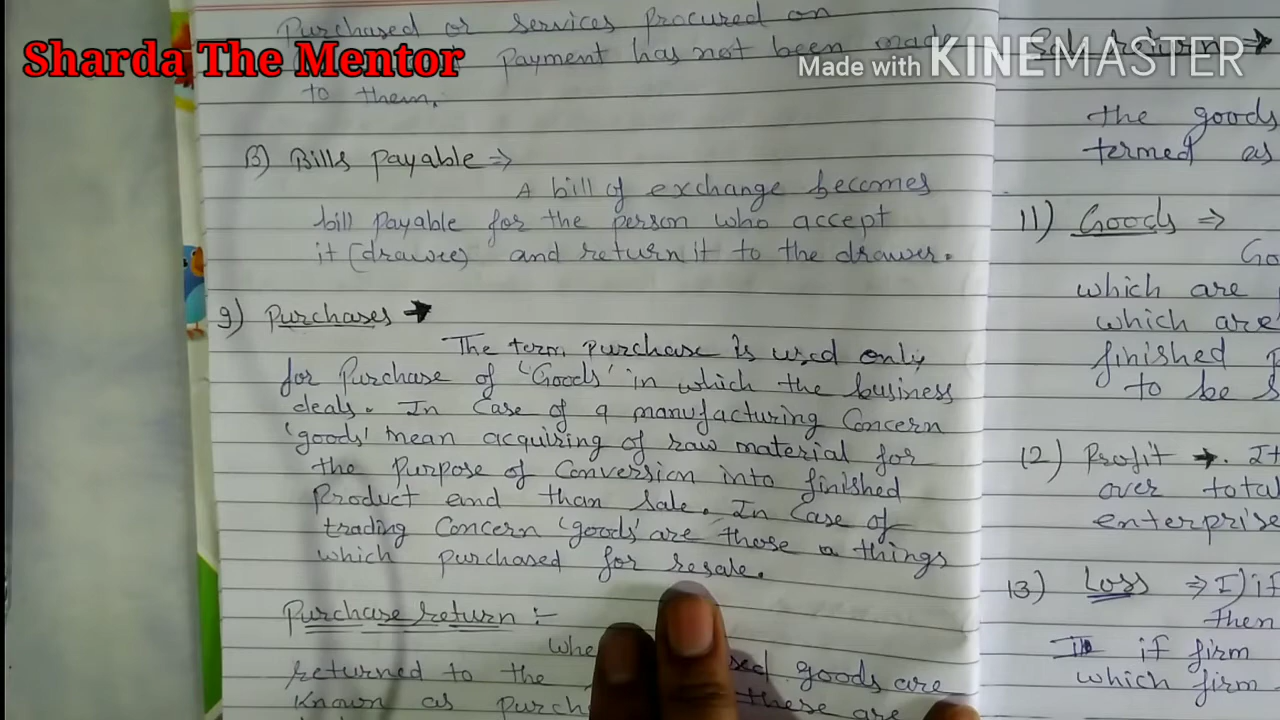 Purchased or services procured on
Sharda The Mentor
Payment has not been made
to them.
Made with KINEMASTER
B) Bills payable ⇒
A bill of exchange becomes
bill payable for the person who accept
it (drawee) and return it to the drawer.
9) Purchases →
The term purchase is used only
for Purchase of 'Goods' in which the business
deals. In Case of a manufacturing Concern
'goods' mean acquiring of raw material for
the purpose of Conversion into finished
Product and than sale. In Case of
trading Concern 'goods' are those things
which purchased for resale.
Purchase return :-
goods are
returned to the
known as purch these are
return →
the goods
termed as
11) Goods ⇒
Go
which are
which are
finished p
to be s
12) Profit →. It
over total
enterprise
13) Loss ⇒ I) if
then
if firm
which firm